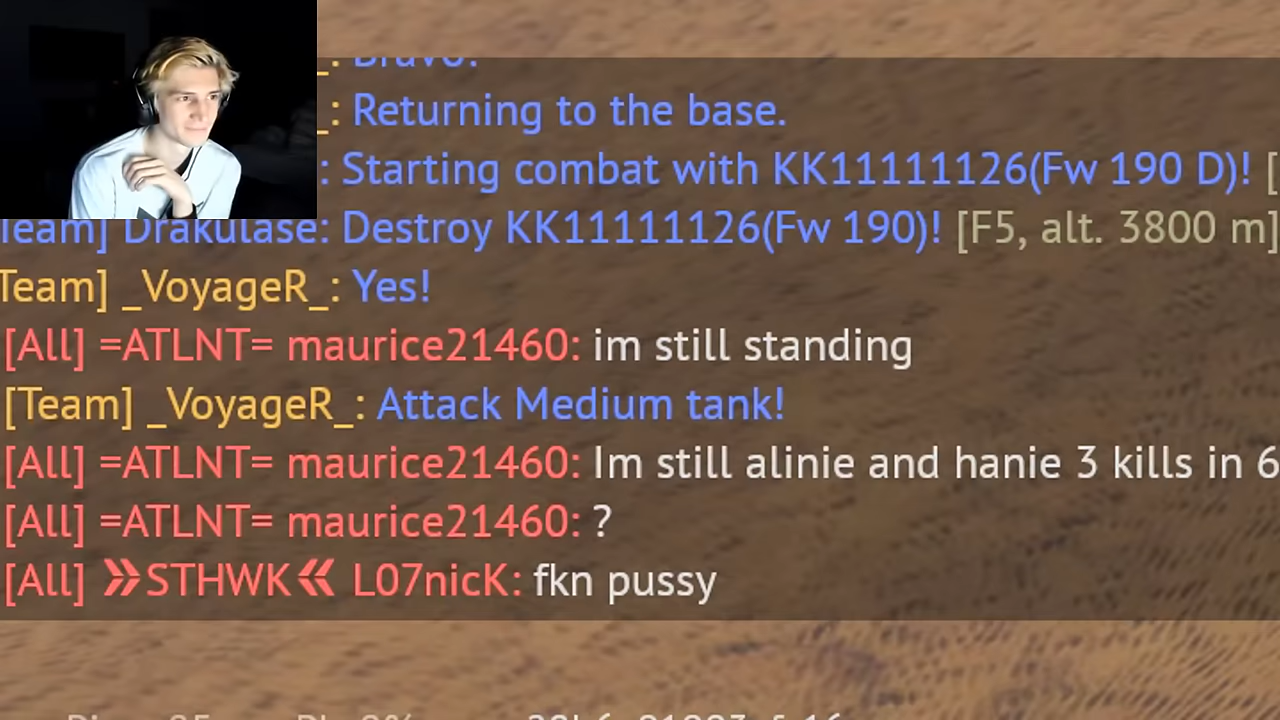 _: Bravo!
_: Returning to the base.
: Starting combat with KK11111126(Fw 190 D)! [
Team] Drakulase: Destroy KK11111126(Fw 190)! [F5, alt. 3800 m]
Team] _VoyageR_: Yes!
[All] =ATLNT= maurice21460: im still standing
[Team] _VoyageR_: Attack Medium tank!
[All] =ATLNT= maurice21460: Im still alinie and hanie 3 kills in 6
[All] =ATLNT= maurice21460: ?
[All] »STHWK« L07nicK: fkn pussy